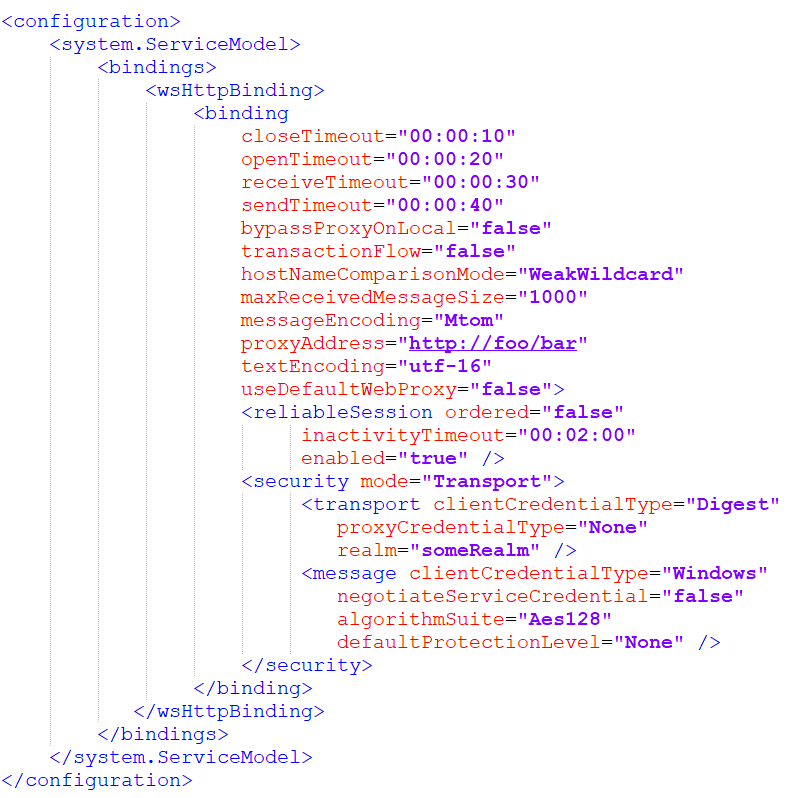 <configuration>
<system.ServiceModel>
<bindings>
<wsHttpBinding>
<binding
closeTimeout="00:00:10"
openTimeout="00:00:20"
receiveTimeout="00:00:30"
sendTimeout="00:00:40"
bypassProxyOnLocal="false"
transactionFlow="false"
hostNameComparisonMode="WeakWildcard"
maxReceivedMessageSize="1000"
messageEncoding="Mtom"
proxyAddress="http://foo/bar"
textEncoding="utf-16"
useDefaultWebProxy="false">
<reliableSession ordered="false"
inactivityTimeout="00:02:00"
enabled="true" />
<security mode="Transport">
<transport clientCredentialType="Digest"
proxyCredentialType="None"
realm="someRealm" />
<message clientCredentialType="Windows"
negotiateServiceCredential="false"
algorithmSuite="Aes128"
defaultProtectionLevel="None" />
</security>
</binding>
</wsHttpBinding>
</bindings>
</system.ServiceModel>
</configuration>